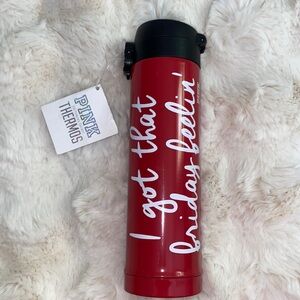 PINK
THERMOS
I got that
friday feelin'